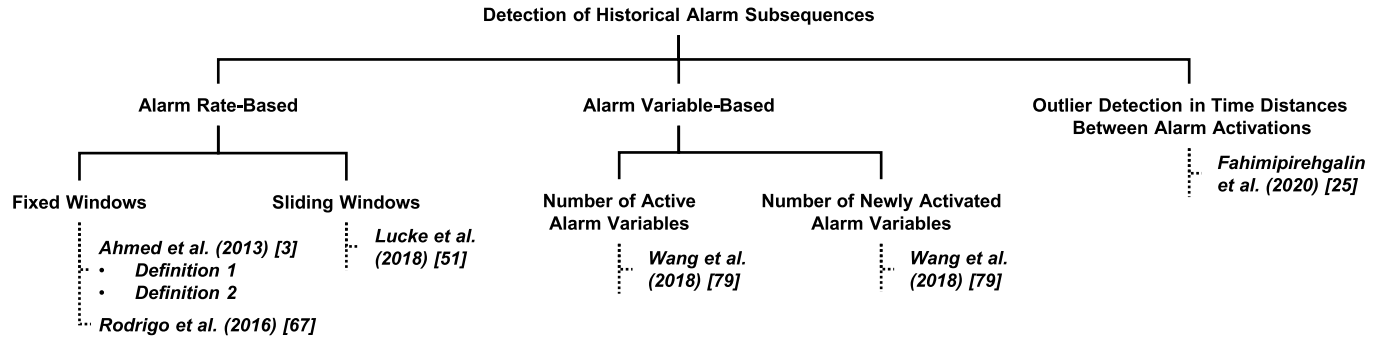 Detection of Historical Alarm Subsequences
Alarm Rate-Based
Alarm Variable-Based
Outlier Detection in Time Distances
Between Alarm Activations
Fahimipirehgalin
et al. (2020) [25]
Fixed Windows
Sliding Windows
Number of Active
Alarm Variables
Number of Newly Activated
Alarm Variables
Ahmed et al. (2013) [3]
• Definition 1
• Definition 2
Rodrigo et al. (2016) [67]
Lucke et al.
(2018) [51]
Wang et al.
(2018) [79]
Wang et al.
(2018) [79]